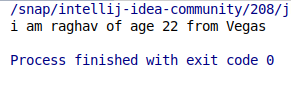 /snap/intellij-idea-community/208/j
i am raghav of age 22 from Vegas
Process finished with exit code 0